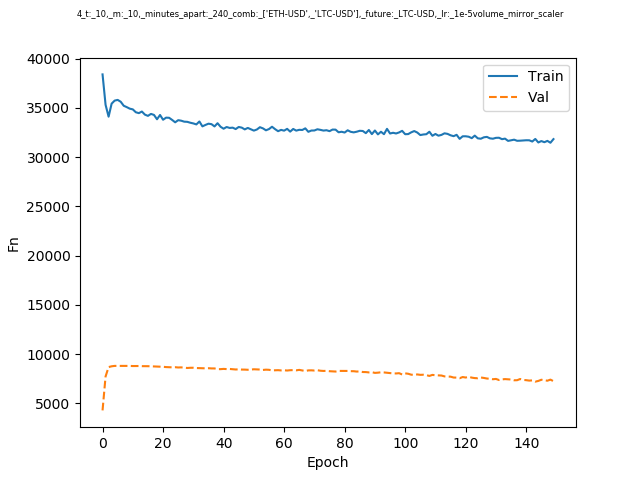 4_t:_10,_m:_10,_minutes_apart:_240_comb:_['ETH-USD',_'LTC-USD'],_future:_LTC-USD,_lr:_1e-5volume_mirror_scaler
40000
35000
30000
25000
20000
15000
10000
5000
Fn
Train
Val
0 20 40 60 80 100 120 140
Epoch